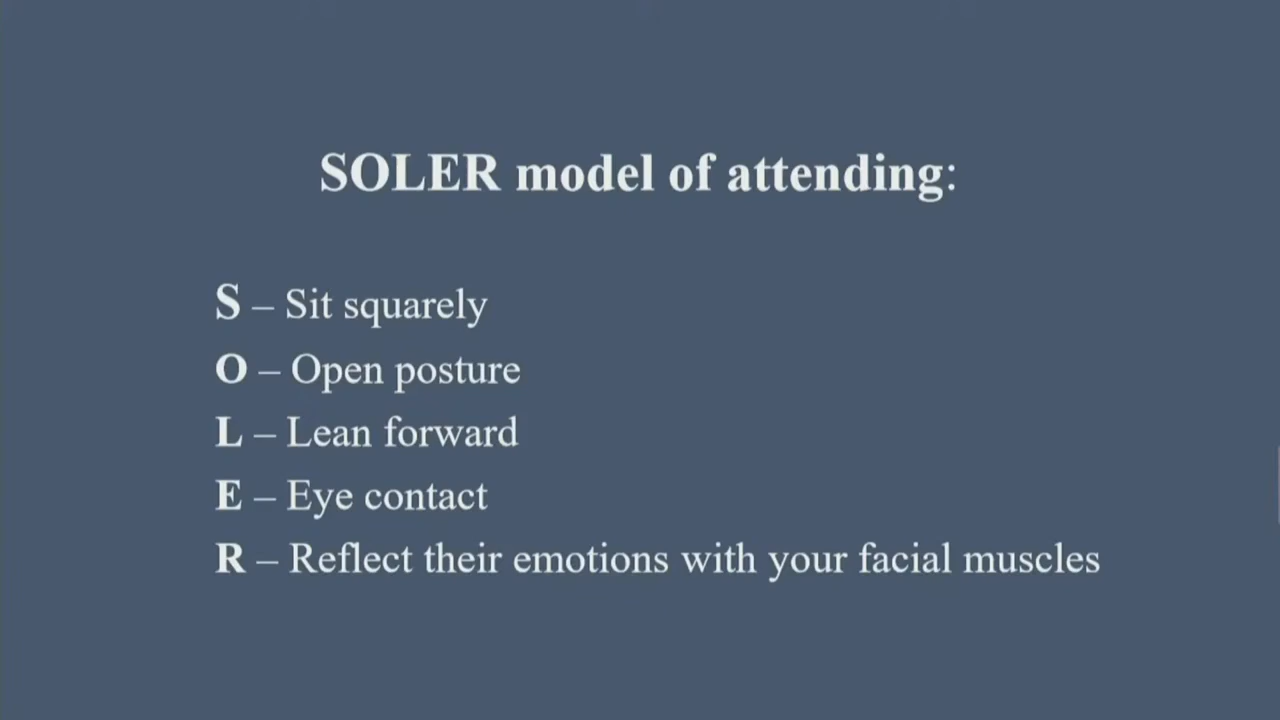 SOLER model of attending:
S – Sit squarely
O – Open posture
L – Lean forward
E – Eye contact
R – Reflect their emotions with your facial muscles